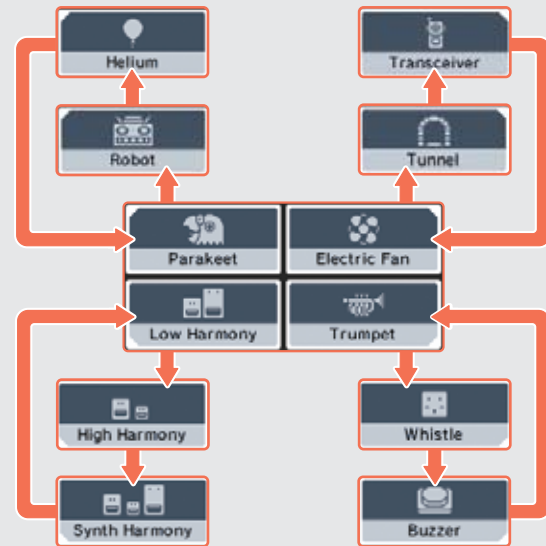 Helium
Transceiver
Robot
Tunnel
Parakeet
Electric Fan
Low Harmony
Trumpet
High Harmony
Whistle
Synth Harmony
Buzzer